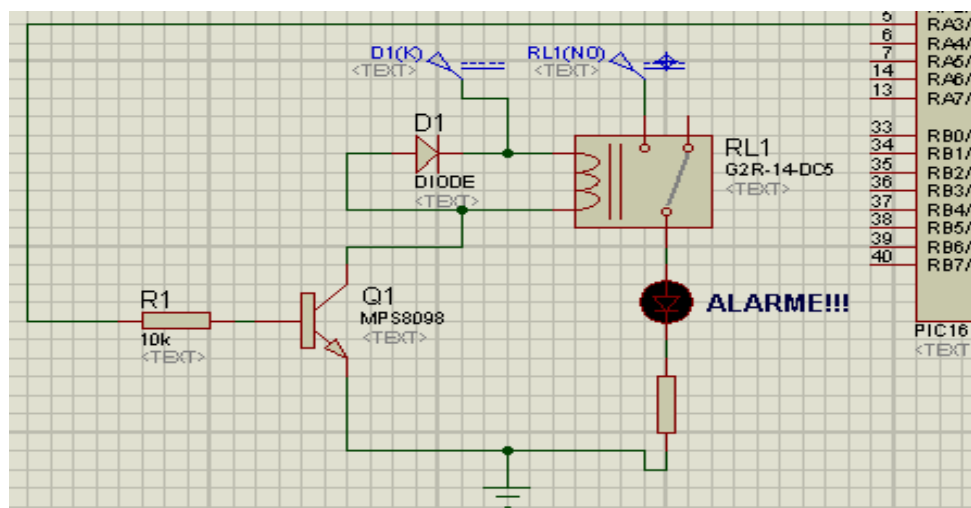 5
RA3/
6
RA4/
7
RA5/
14
RA6/
13
RA7/
33
RB0/
34
RB1/
35
RB2/
36
RB3/
37
RB4/
38
RB5/
39
RB6/
40
RB7/
PIC16
<TEXT
D1(K)
<TEXT>
RL1(NO)
<TEXT>
D1
DIODE
<TEXT>
RL1
G2R-14-DC5
<TEXT>
R1
10k
<TEXT>
Q1
MPS8098
<TEXT>
ALARME!!!